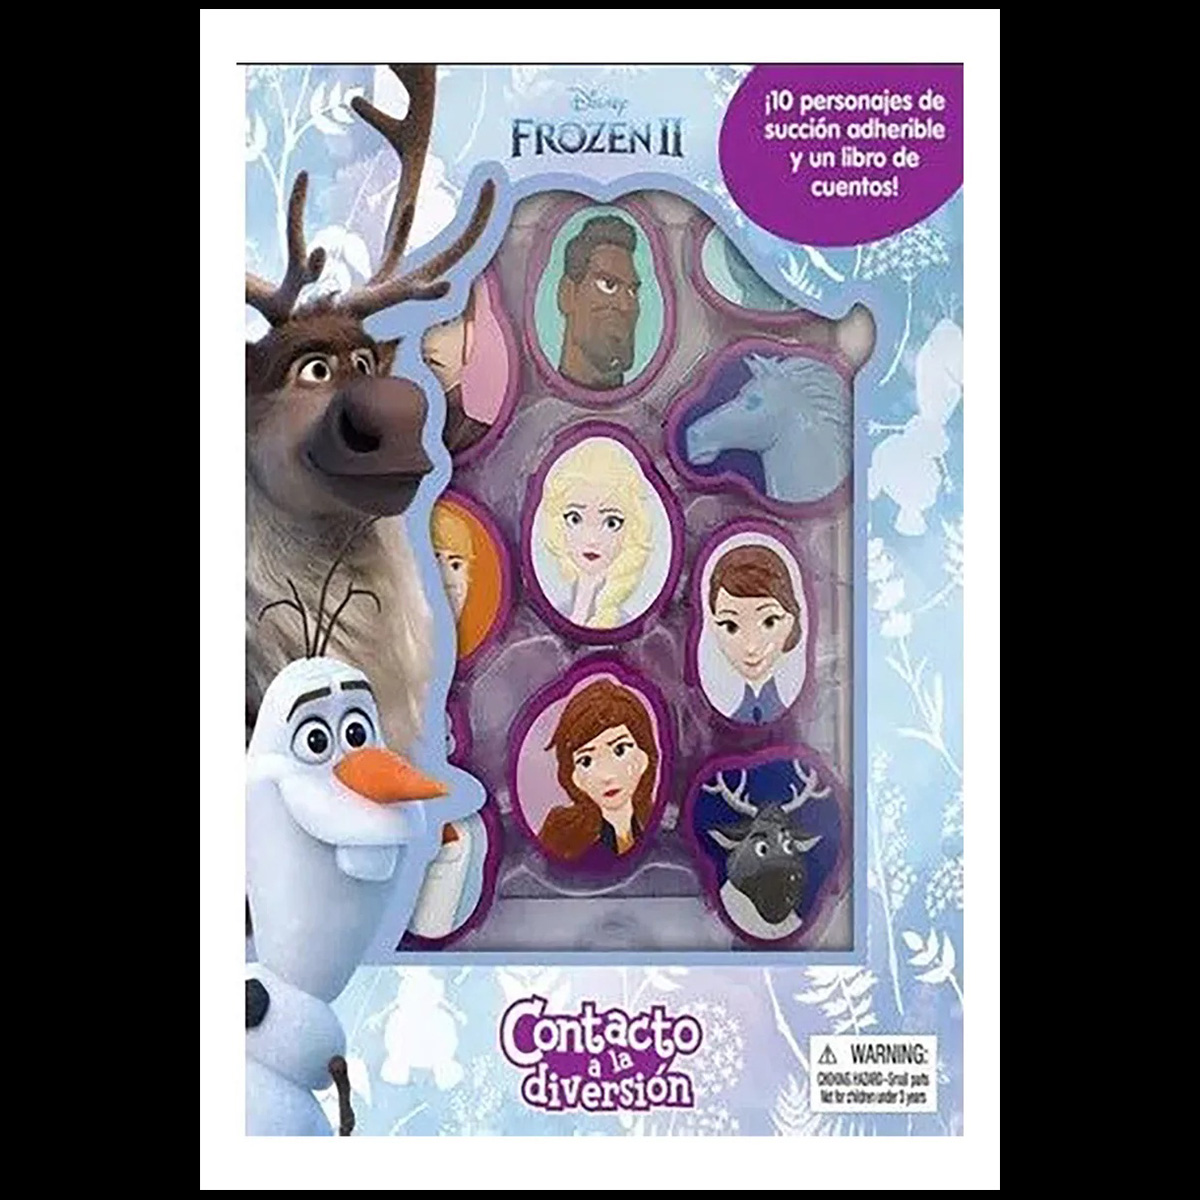 Disney
FROZEN II
¡10 personajes de
succión adherible
y un libro de
cuentos!
Contacto
a la
diversión
WARNING:
CHOKING HAZARD–Small parts
Not for children under 3 years